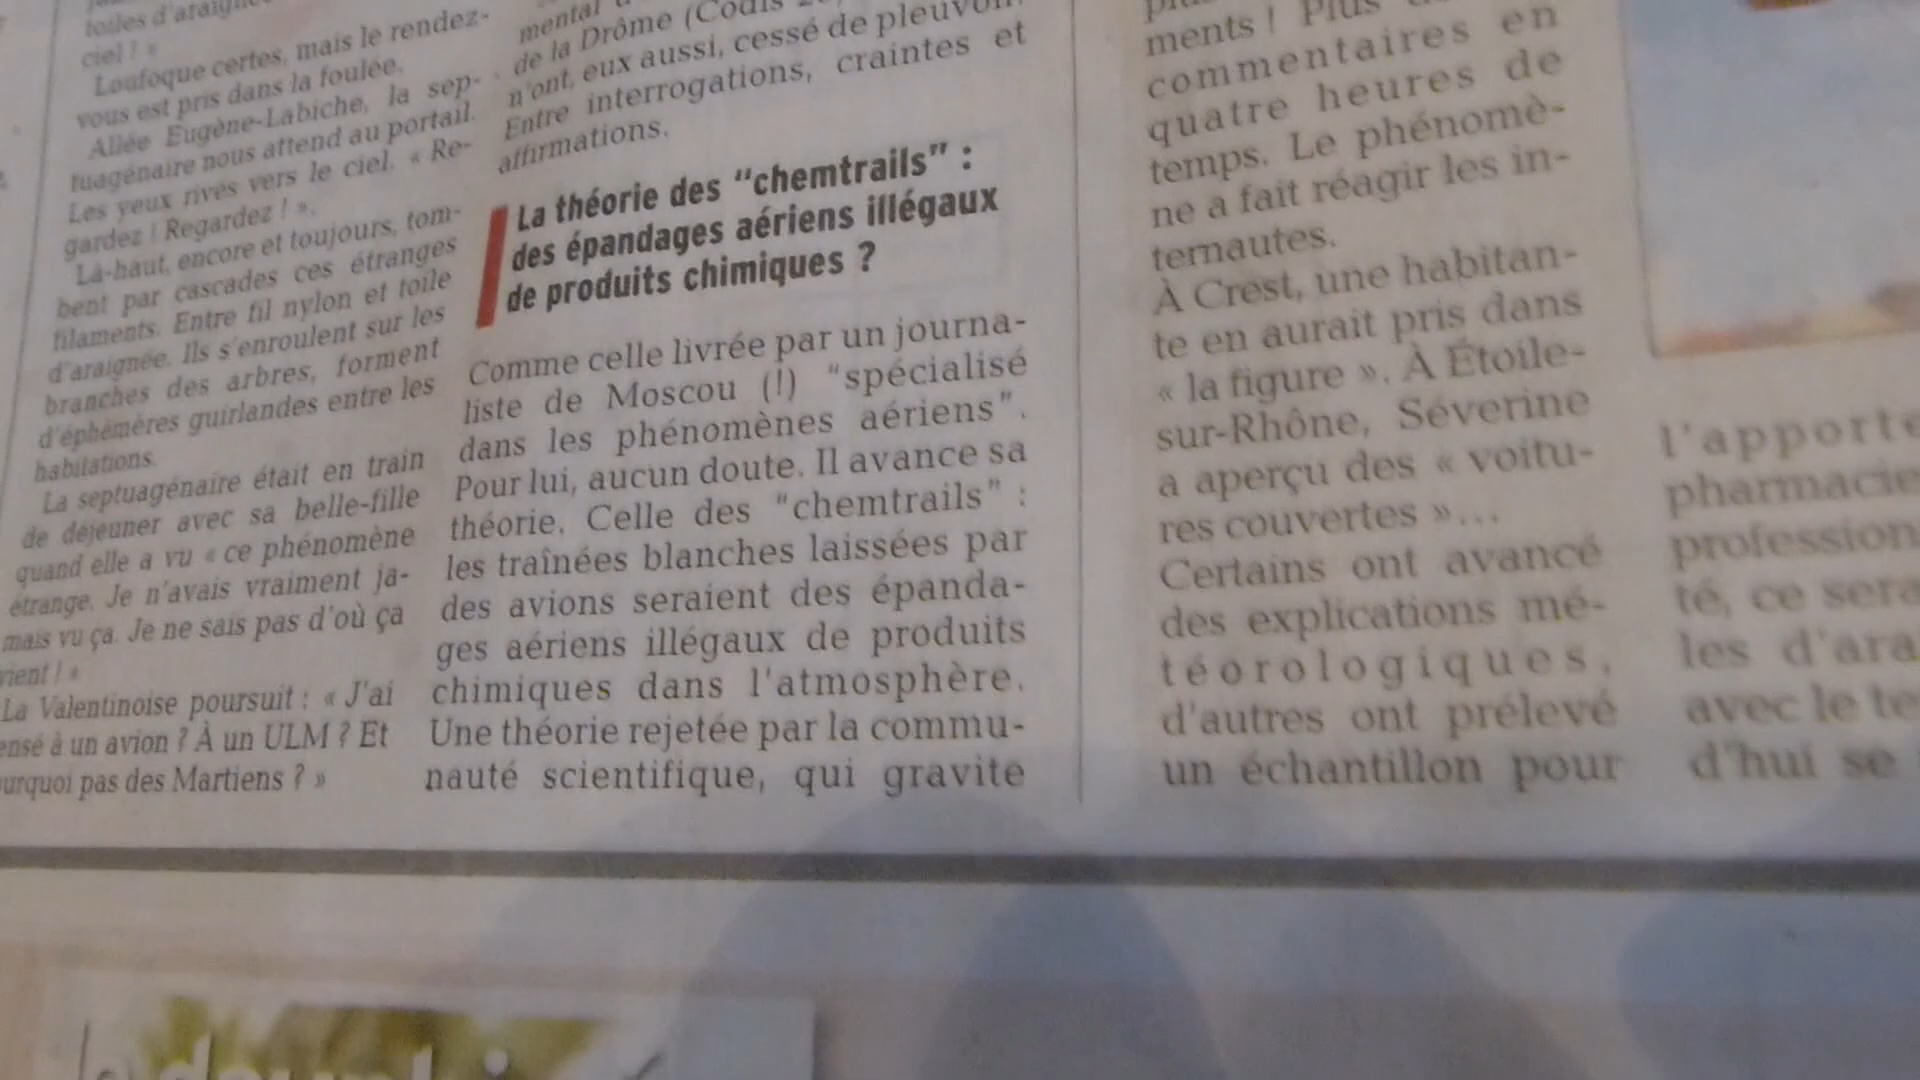 toiles d'araignée
ciel ? »
Loufoque certes, mais le rendez-
vous est pris dans la foulée.
Allée Eugène-Labiche, la sep-
tuagénaire nous attend au portail.
Les yeux rivés vers le ciel. « Re-
gardez ! Regardez ! ».
Là-haut, encore et toujours, tom-
bent par cascades ces étranges
filaments. Entre fil nylon et toile
d'araignée. Ils s'enroulent sur les
branches des arbres, forment
d'éphémères guirlandes entre les
habitations.
La septuagénaire était en train
de déjeuner avec sa belle-fille
quand elle a vu « ce phénomène
étrange. Je n'avais vraiment ja-
mais vu ça. Je ne sais pas d'où ça
vient ! »
La Valentinoise poursuit : « J'ai
ensé à un avion ? À un ULM ? Et
urquoi pas des Martiens ? »
mental
de la Drôme (Codis
n'ont, eux aussi, cessé de pleuvoir.
Entre interrogations, craintes et
affirmations.
La théorie des "chemtrails" :
des épandages aériens illégaux
de produits chimiques ?
Comme celle livrée par un journa-
liste de Moscou (!) "spécialisé
dans les phénomènes aériens".
Pour lui, aucun doute. Il avance sa
théorie. Celle des "chemtrails" :
les traînées blanches laissées par
des avions seraient des épanda-
ges aériens illégaux de produits
chimiques dans l'atmosphère.
Une théorie rejetée par la commu-
nauté scientifique, qui gravite
ments ! Plus
commentaires en
quatre heures de
temps. Le phénomè-
ne a fait réagir les in-
ternautes.
À Crest, une habitan-
te en aurait pris dans
« la figure ». À Étoile-
sur-Rhône, Séverine
a aperçu des « voitu-
res couvertes »...
Certains ont avancé
des explications mé-
téorologiques,
d'autres ont prélevé
un échantillon pour
l'apporte
pharmacie
profession
té, ce sera
les d'ara
avec le te
d'hui se